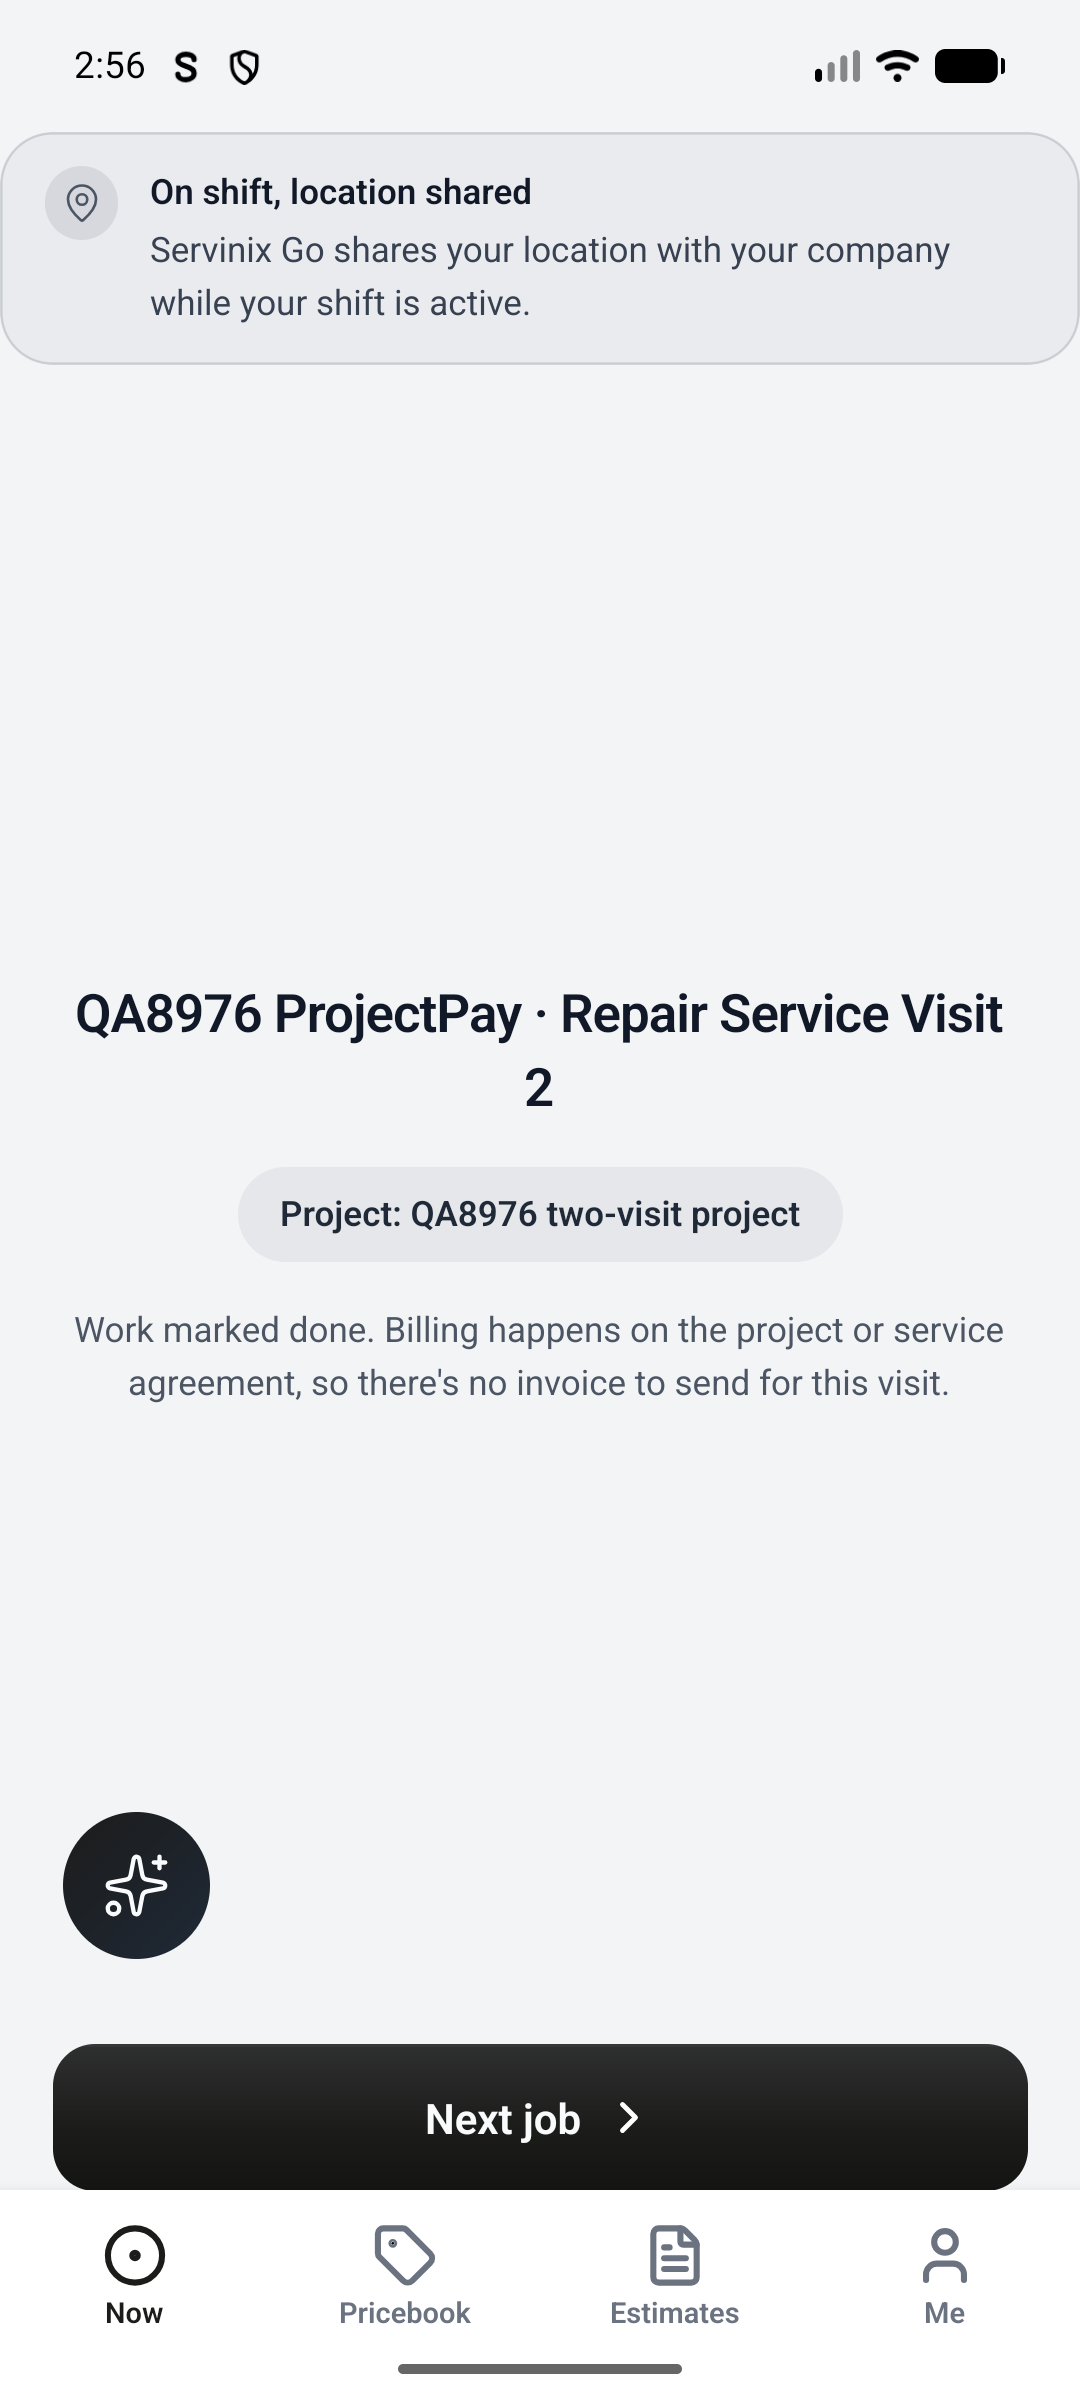 2:56 S
On shift, location shared
Servinix Go shares your location with your company
while your shift is active.
QA8976 ProjectPay · Repair Service Visit
2
Project: QA8976 two-visit project
Work marked done. Billing happens on the project or service
agreement, so there's no invoice to send for this visit.
Next job
Now Pricebook Estimates Me